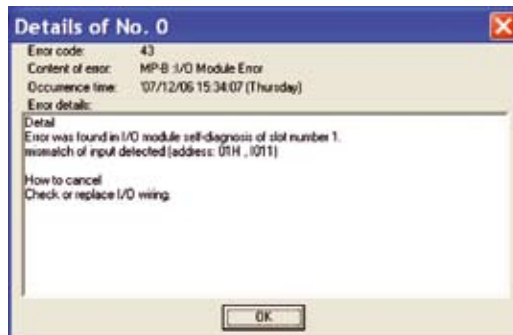 Details of No. 0
Error code: 43
Content of error: MP-B :I/O Module Error
Occurrence time: '07/12/06 15:34:07 (Thursday)
Error details:
Detail
Error was found in I/O module self-diagnosis of slot number 1.
mismatch of input detected (address: 01H , I011)
How to cancel
Check or replace I/O wiring.
OK